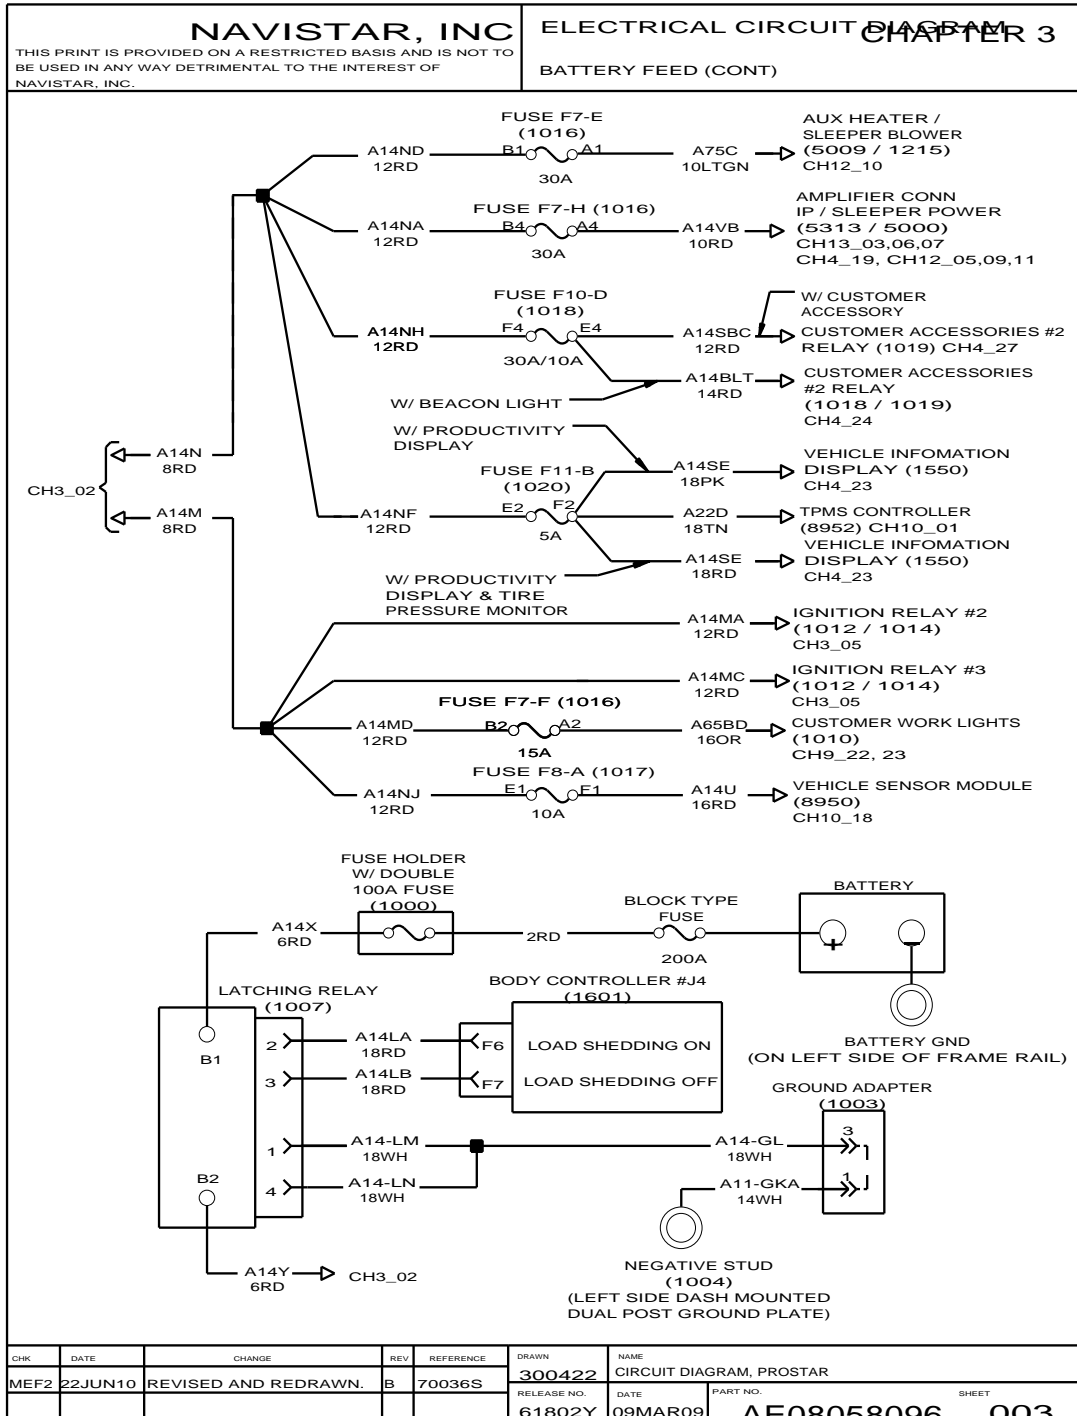 NAVISTAR, INC
THIS PRINT IS PROVIDED ON A RESTRICTED BASIS AND IS NOT TO
BE USED IN ANY WAY DETRIMENTAL TO THE INTEREST OF
NAVISTAR, INC.
ELECTRICAL CIRCUIT DIAGRAM
CHAPTER 3
BATTERY FEED (CONT)
FUSE F7-E
(1016)
A14ND
12RD
B1
A1
30A
A75C
10LTGN
AUX HEATER /
SLEEPER BLOWER
(5009 / 1215)
CH12_10
FUSE F7-H (1016)
A14NA
12RD
B4
A4
30A
A14VB
10RD
AMPLIFIER CONN
IP / SLEEPER POWER
(5313 / 5000)
CH13_03,06,07
CH4_19, CH12_05,09,11
FUSE F10-D
(1018)
A14NH
12RD
F4
E4
30A/10A
W/ CUSTOMER
ACCESSORY
A14SBC
12RD
CUSTOMER ACCESSORIES #2
RELAY (1019) CH4_27
W/ BEACON LIGHT
A14BLT
14RD
CUSTOMER ACCESSORIES
#2 RELAY
(1018 / 1019)
CH4_24
W/ PRODUCTIVITY
DISPLAY
CH3_02
A14N
8RD
A14M
8RD
FUSE F11-B
(1020)
A14NF
12RD
E2
F2
5A
A14SE
18PK
VEHICLE INFOMATION
DISPLAY (1550)
CH4_23
A22D
18TN
TPMS CONTROLLER
(8952) CH10_01
A14SE
18RD
VEHICLE INFOMATION
DISPLAY (1550)
CH4_23
W/ PRODUCTIVITY
DISPLAY & TIRE
PRESSURE MONITOR
A14MA
12RD
IGNITION RELAY #2
(1012 / 1014)
CH3_05
A14MC
12RD
IGNITION RELAY #3
(1012 / 1014)
CH3_05
FUSE F7-F (1016)
A14MD
12RD
B2
A2
15A
A65BD
16OR
CUSTOMER WORK LIGHTS
(1010)
CH9_22, 23
FUSE F8-A (1017)
A14NJ
12RD
E1
F1
10A
A14U
16RD
VEHICLE SENSOR MODULE
(8950)
CH10_18
FUSE HOLDER
W/ DOUBLE
100A FUSE
(1000)
A14X
6RD
2RD
BLOCK TYPE
FUSE
200A
BATTERY
+
BATTERY GND
(ON LEFT SIDE OF FRAME RAIL)
LATCHING RELAY
(1007)
B1
B2
2
3
1
4
A14LA
18RD
A14LB
18RD
BODY CONTROLLER #J4
(1601)
F6
LOAD SHEDDING ON
F7
LOAD SHEDDING OFF
GROUND ADAPTER
(1003)
A14-LM
18WH
A14-GL
18WH
3
A14-LN
18WH
A11-GKA
14WH
1
NEGATIVE STUD
(1004)
(LEFT SIDE DASH MOUNTED
DUAL POST GROUND PLATE)
A14Y
6RD
CH3_02
CHK DATE CHANGE REV REFERENCE
MEF2 22JUN10 REVISED AND REDRAWN. B 70036S
DRAWN
300422
NAME
CIRCUIT DIAGRAM, PROSTAR
RELEASE NO.
61802Y
DATE
09MAR09
PART NO.
AE08058096
SHEET
003